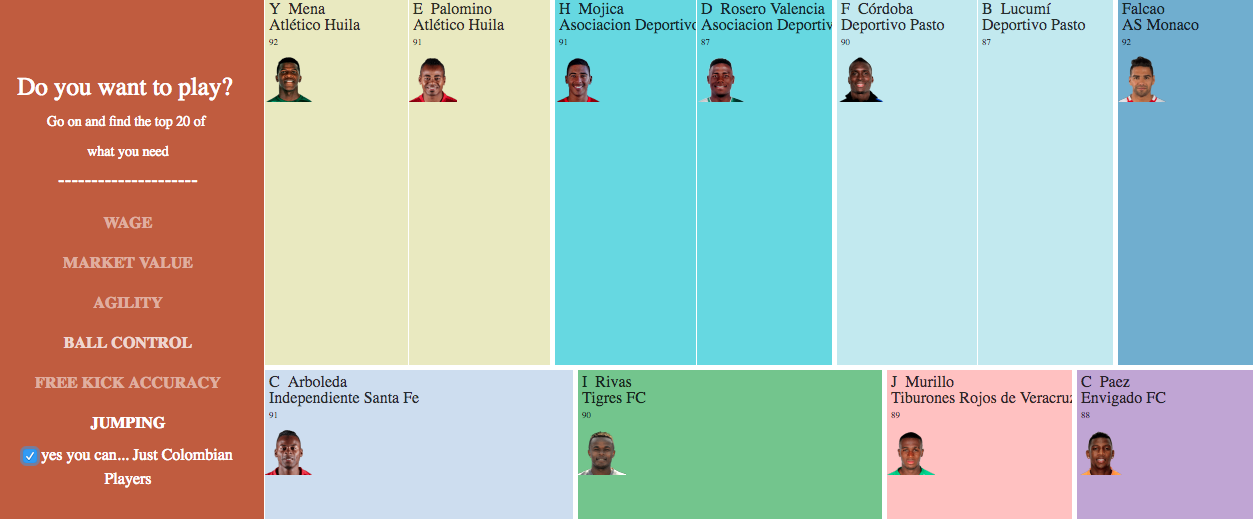 Do you want to play?
Go on and find the top 20 of
what you need
---------------------
WAGE
MARKET VALUE
AGILITY
BALL CONTROL
FREE KICK ACCURACY
JUMPING
yes you can... Just Colombian
Players
Y Mena
Atlético Huila
92
E Palomino
Atlético Huila
91
H Mojica
Asociacion Deportivo
91
D Rosero Valencia
Asociacion Deportiv
87
F Córdoba
Deportivo Pasto
90
B Lucumí
Deportivo Pasto
87
Falcao
AS Monaco
92
C Arboleda
Independiente Santa Fe
91
I Rivas
Tigres FC
90
J Murillo
Tiburones Rojos de Veracruz
89
C Paez
Envigado FC
88